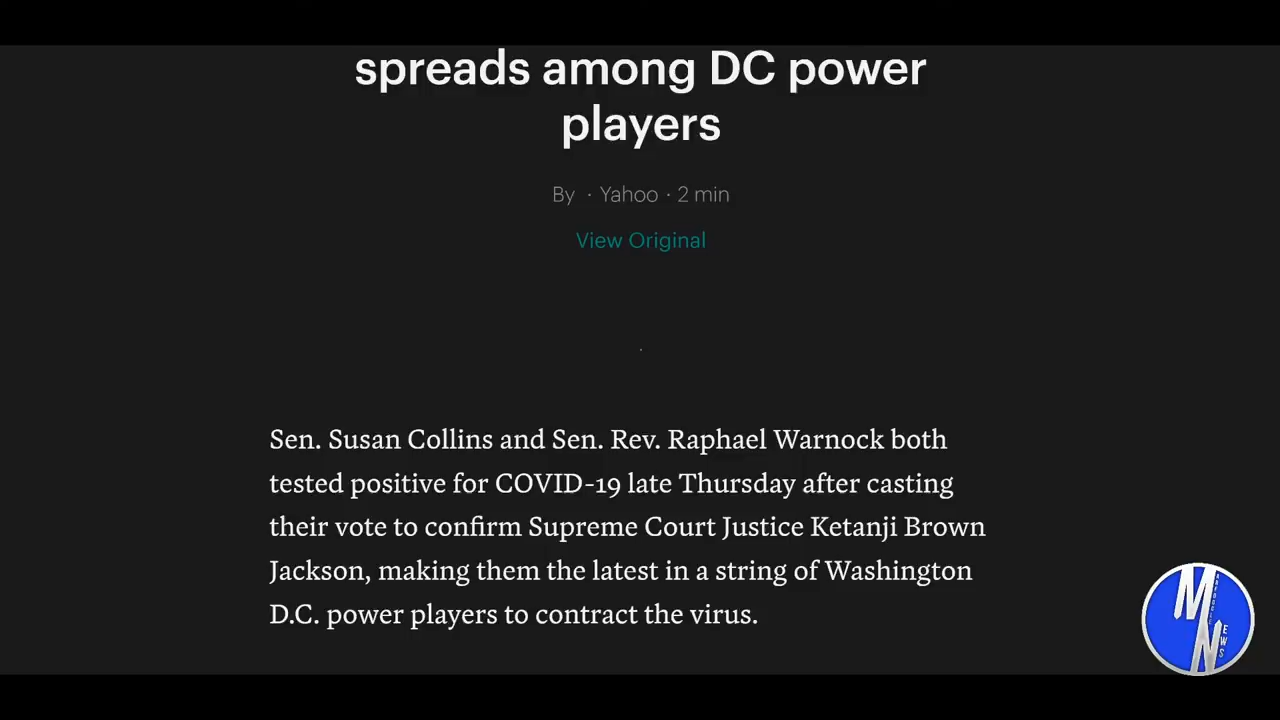 spreads among DC power
players
By · Yahoo · 2 min
View Original
Sen. Susan Collins and Sen. Rev. Raphael Warnock both
tested positive for COVID-19 late Thursday after casting
their vote to confirm Supreme Court Justice Ketanji Brown
Jackson, making them the latest in a string of Washington
D.C. power players to contract the virus.
MN
EWS